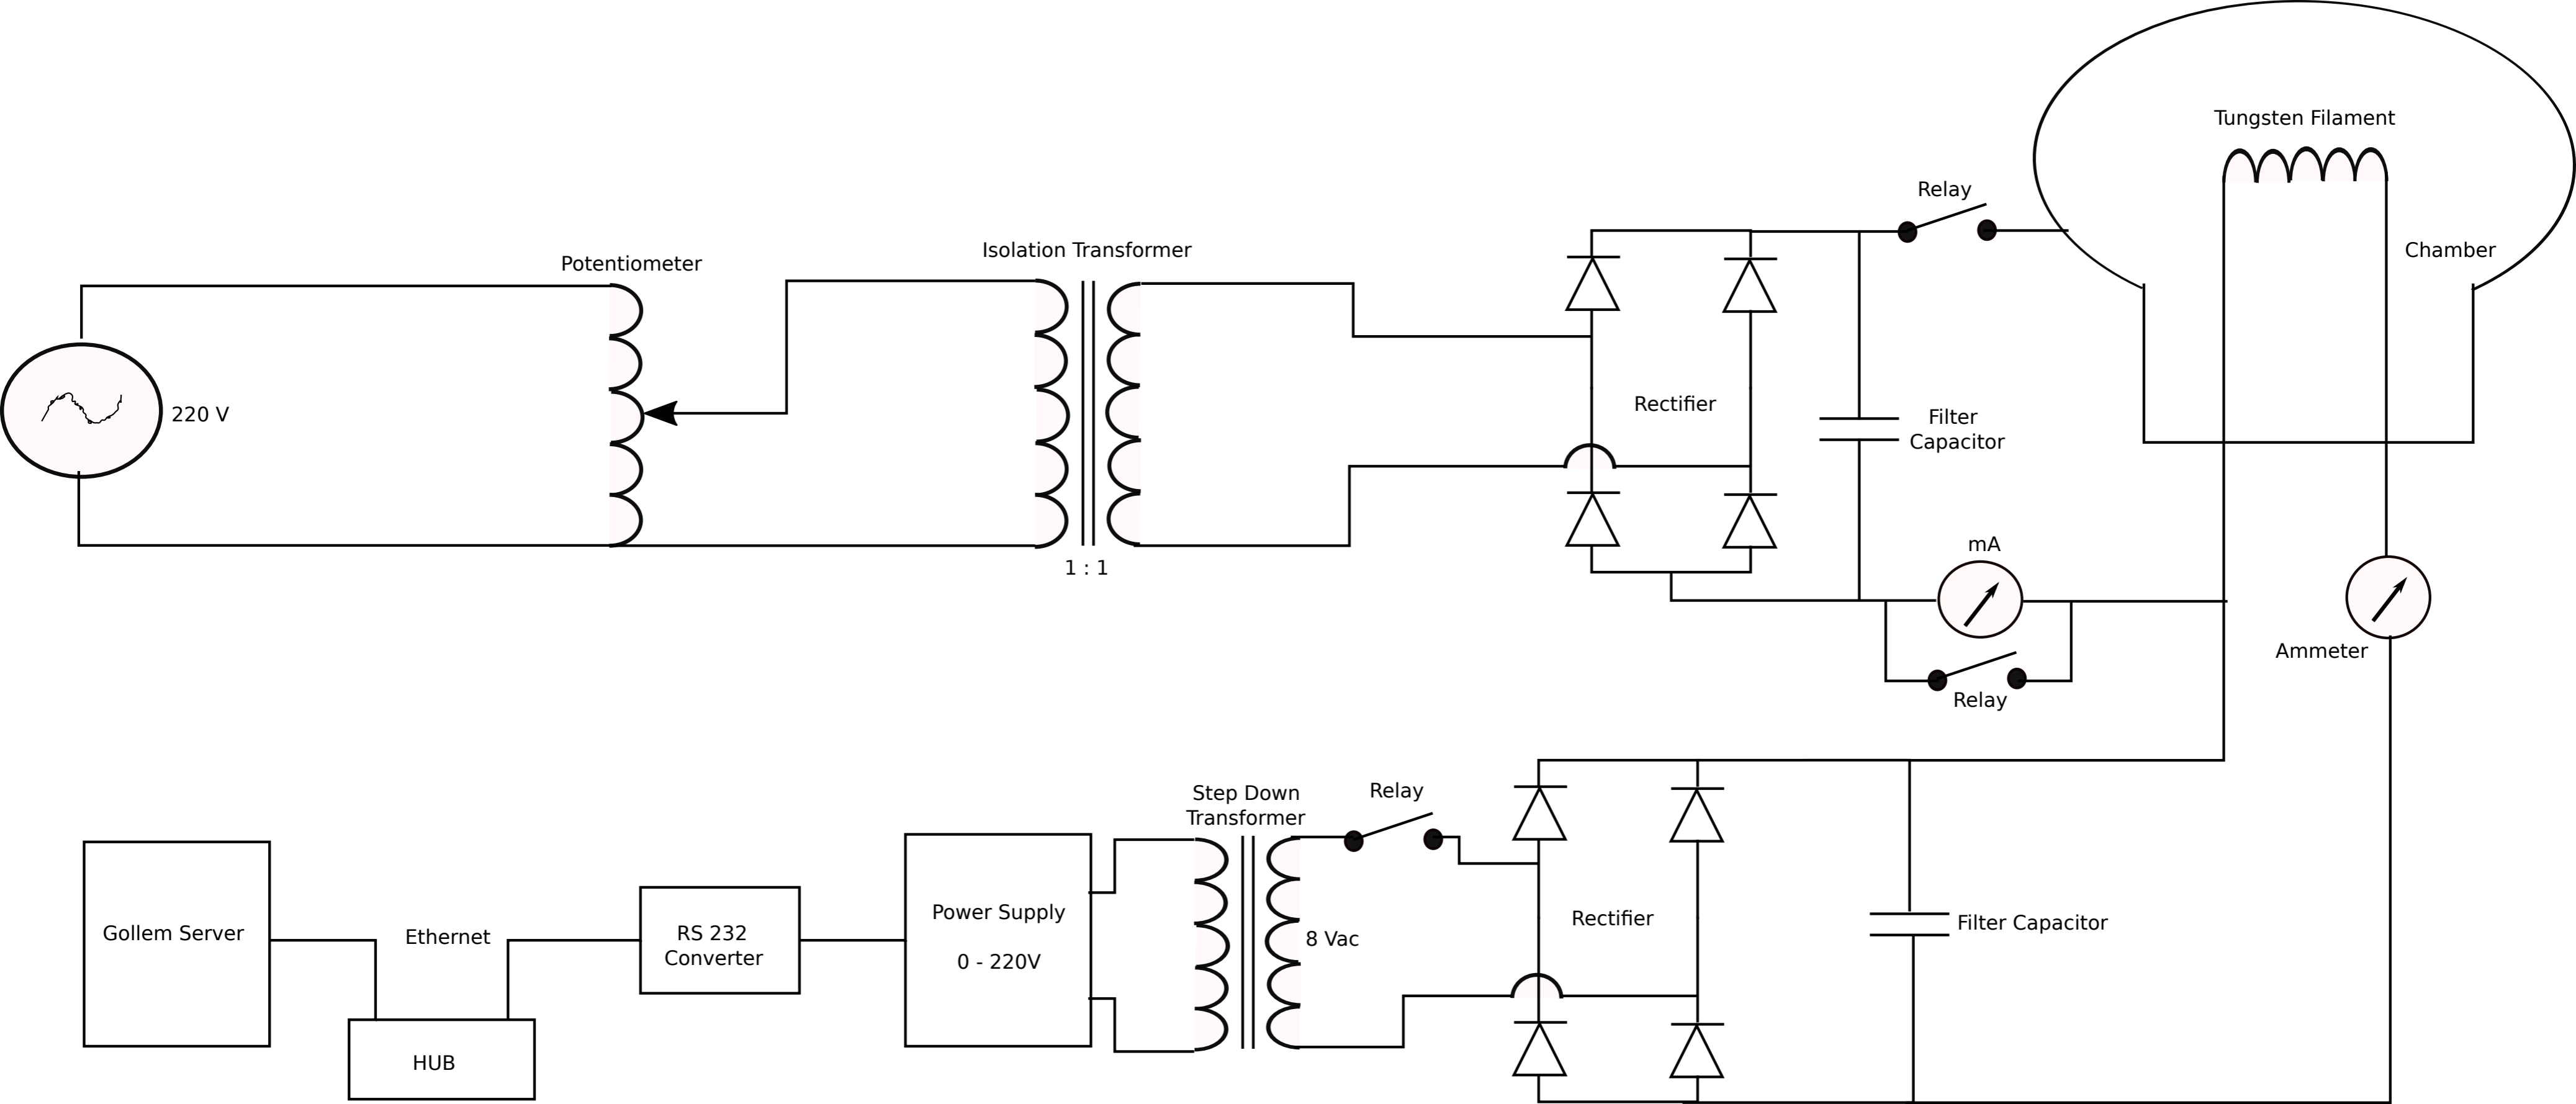 Tungsten Filament
Relay
Chamber
Isolation Transformer
Potentiometer
220 V
Rectifier
Filter
Capacitor
1 : 1
mA
Ammeter
Relay
Step Down
Transformer
Relay
Gollem Server
Ethernet
RS 232
Converter
Power Supply
0 - 220V
8 Vac
Rectifier
Filter Capacitor
HUB